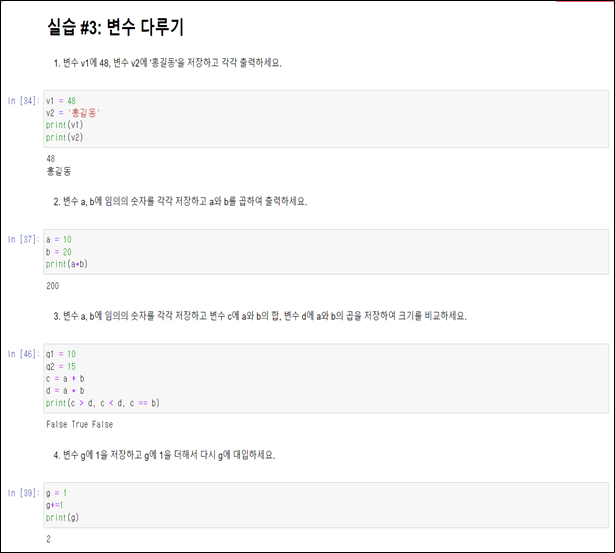 실습 #3: 변수 다루기
1. 변수 v1에 48, 변수 v2에 '홍길동'을 저장하고 각각 출력하세요.
In [34]:
v1 = 48
v2 = '홍길동'
print(v1)
print(v2)
48
홍길동
2. 변수 a, b에 임의의 숫자를 각각 저장하고 a와 b를 곱하여 출력하세요.
In [37]:
a = 10
b = 20
print(a*b)
200
3. 변수 a, b에 임의의 숫자를 각각 저장하고 변수 c에 a와 b의 합, 변수 d에 a와 b의 곱을 저장하여 크기를 비교하세요.
In [46]:
q1 = 10
q2 = 15
c = a + b
d = a * b
print(c > d, c < d, c == b)
False True False
4. 변수 g에 1을 저장하고 g에 1을 더해서 다시 g에 대입하세요.
In [39]:
g = 1
g+=1
print(g)
2